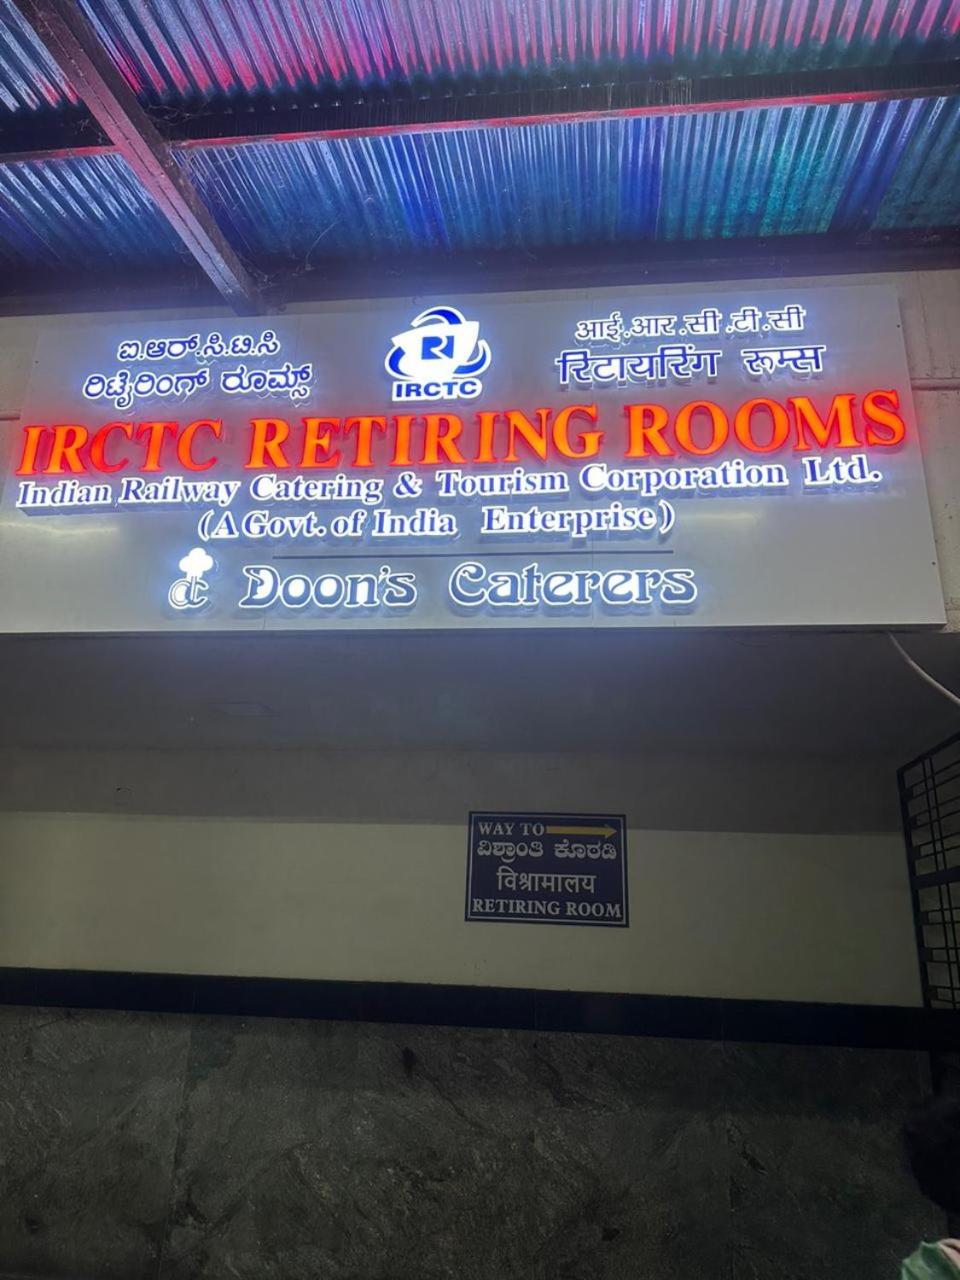 ಐ.ಆರ್.ಸಿ.ಟಿ.ಸಿ
ರಿಟೈರಿಂಗ್ ರೂಮ್ಸ್
IRCTC
आई.आर.सी.टी.सी
रिटायरिंग रूम्स
IRCTC RETIRING ROOMS
Indian Railway Catering & Tourism Corporation Ltd.
(A Govt. of India Enterprise)
Doon's Caterers
WAY TO
ವಿಶ್ರಾಂತಿ ಕೊಠಡಿ
विश्रामालय
RETIRING ROOM